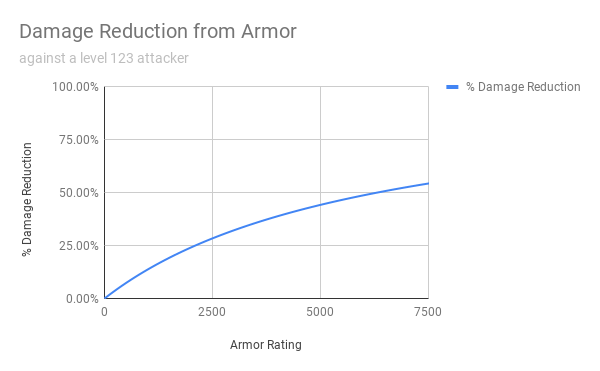 Damage Reduction from Armor
against a level 123 attacker
100.00%
% Damage Reduction
75.00%
50.00%
25.00%
0.00%
% Damage Reduction
0 2500 5000 7500
Armor Rating